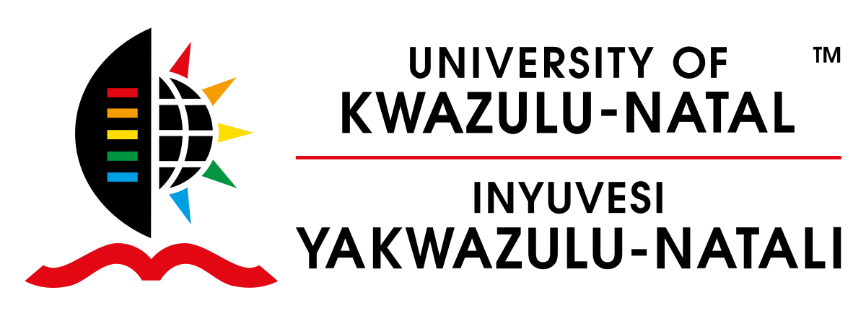 UNIVERSITY OF ™
KWAZULU-NATAL
INYUVESI
YAKWAZULU-NATALI